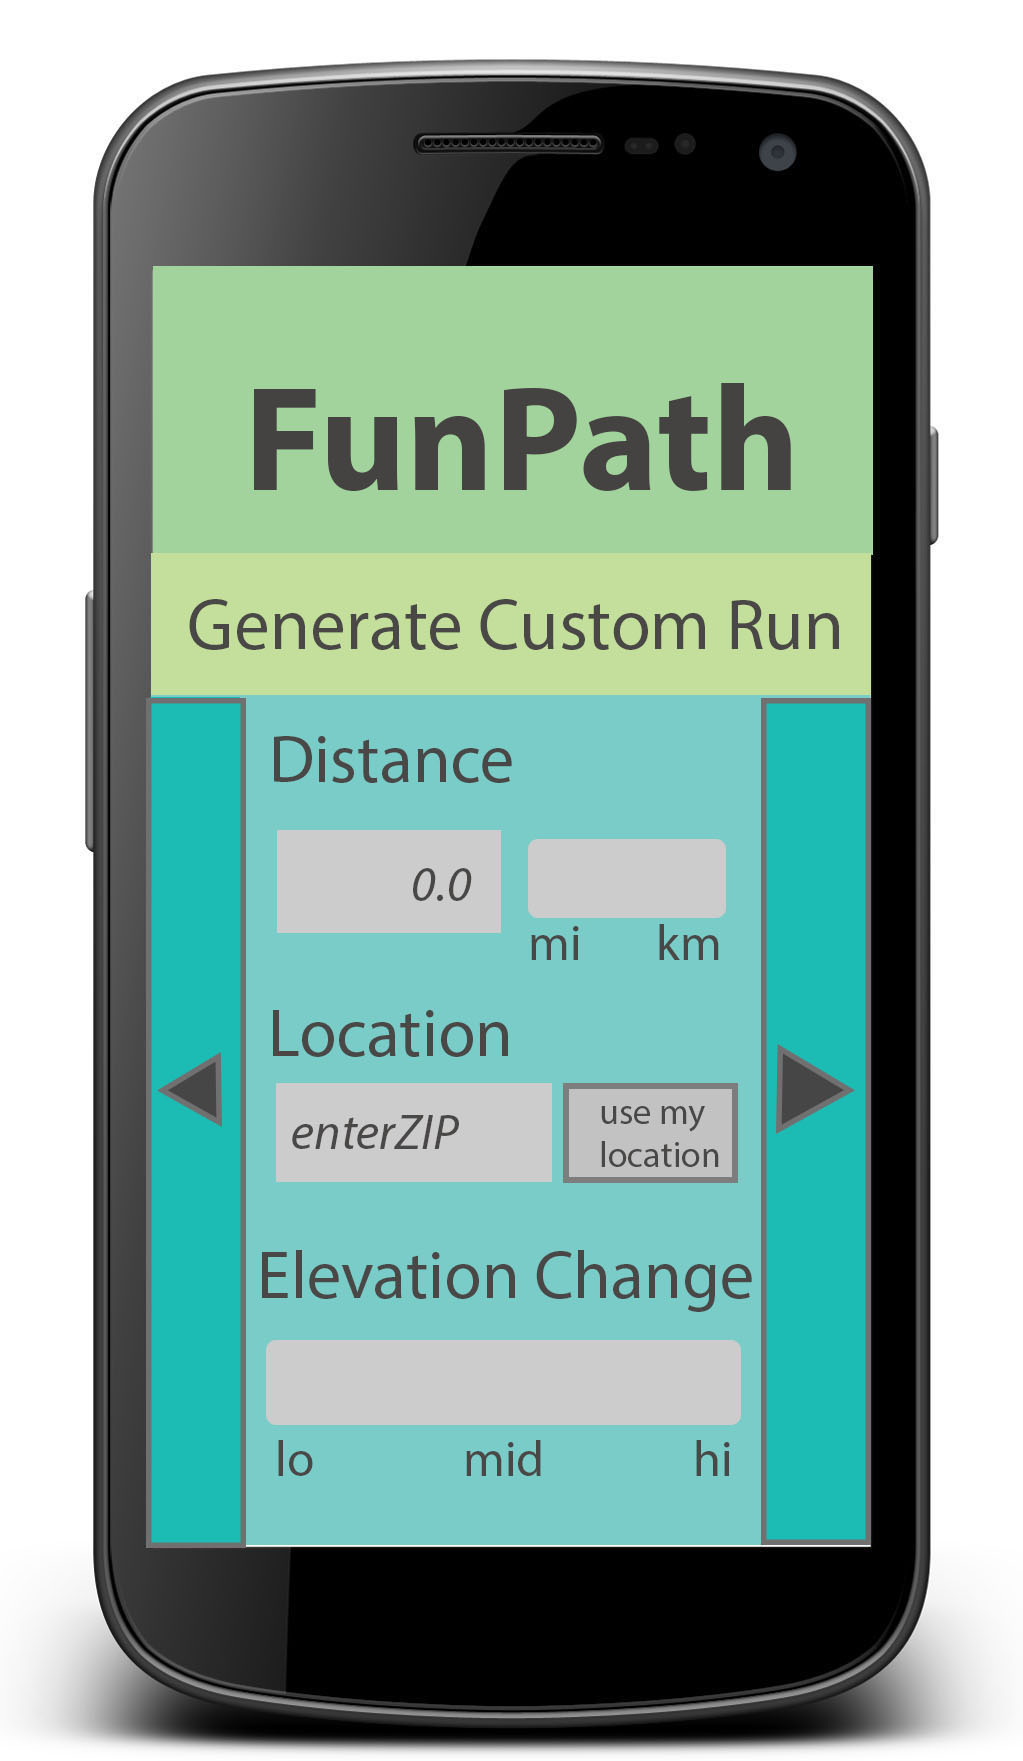 FunPath
Generate Custom Run
Distance
0.0
mi km
Location
enterZIP
use my
location
Elevation Change
lo mid hi